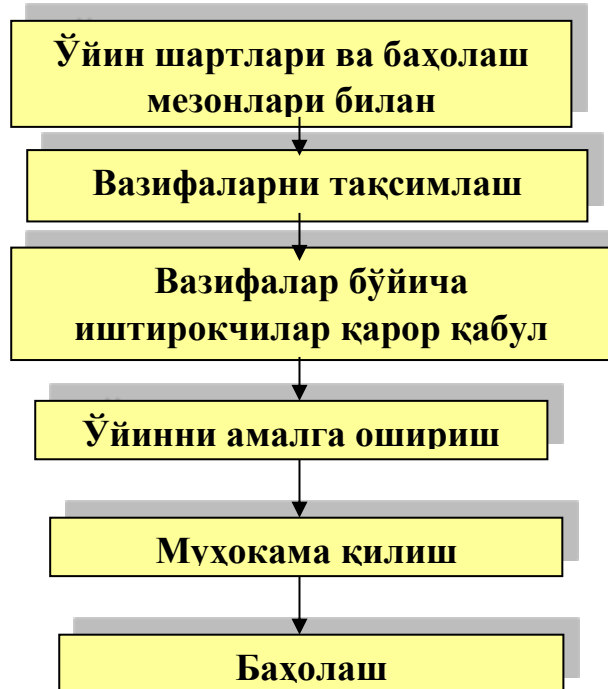 Ўйин шартлари ва баҳолаш
мезонлари билан
Вазифаларни тақсимлаш
Вазифалар бўйича
иштирокчилар қарор қабул
Ўйинни амалга ошириш
Муҳокама қилиш
Баҳолаш